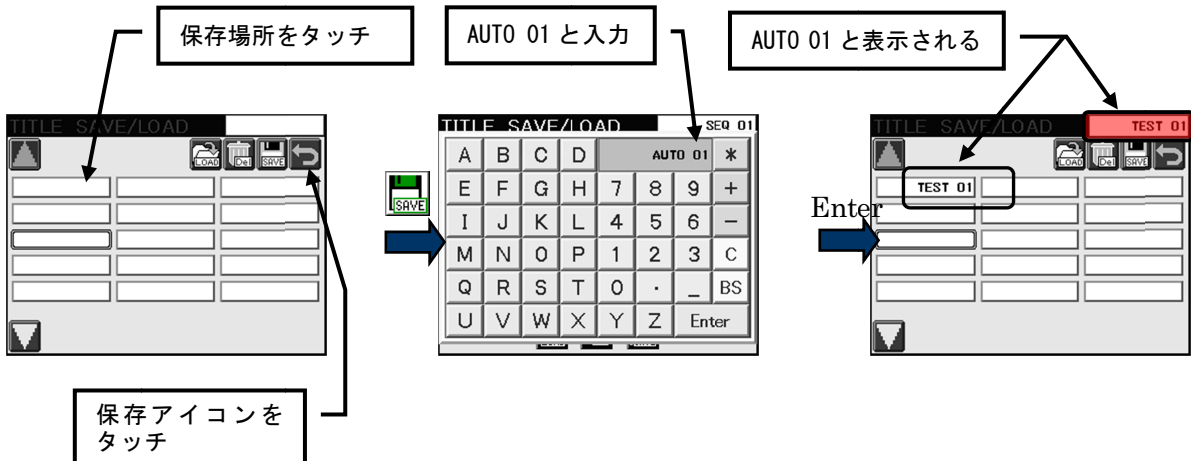 保存場所をタッチ
AUTO 01 と入力
AUTO 01 と表示される
TITLE SAVE/LOAD
LOAD Del SAVE
保存アイコンを
タッチ
SAVE
TITLE SAVE/LOAD SEQ 01
A B C D AUTO 01 *
E F G H 7 8 9 +
I J K L 4 5 6 −
M N O P 1 2 3 C
Q R S T 0 . _ BS
U V W X Y Z Enter
Enter
TITLE SAVE/LOAD TEST 01
LOAD Del SAVE
TEST 01